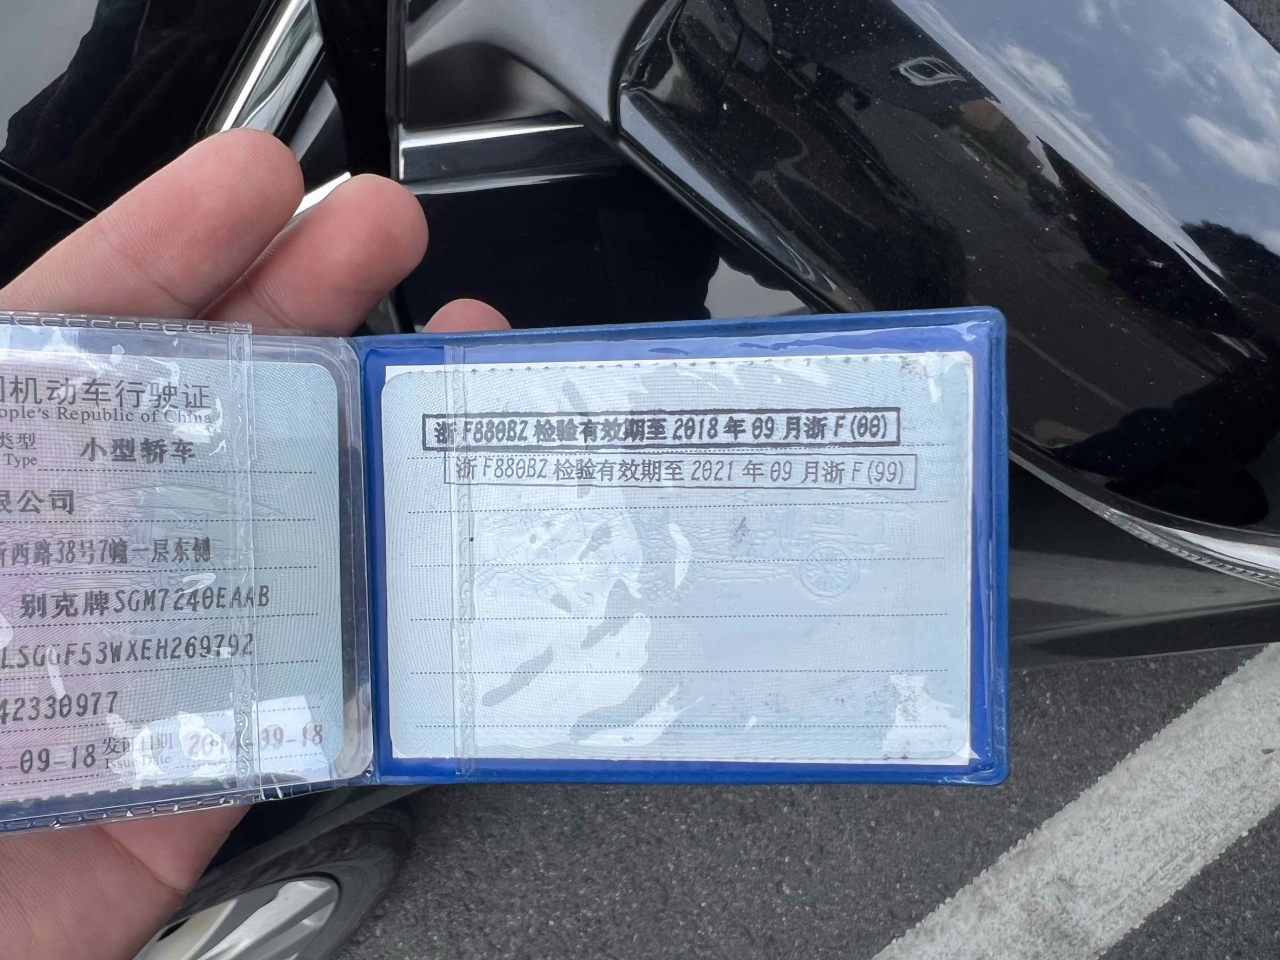 机动车行驶证
ople's Republic of China
类型 小型轿车
Type
限公司
西路38号7幢一层东侧
别克牌SGM7240EAAB
LSGGF53WXEH269792
42330977
-09-18 发证日期 2014-09-18
Issue Date
浙F880BZ 检验有效期至2018年09月浙F(00)
浙F880BZ 检验有效期至2021年09月浙F(99)